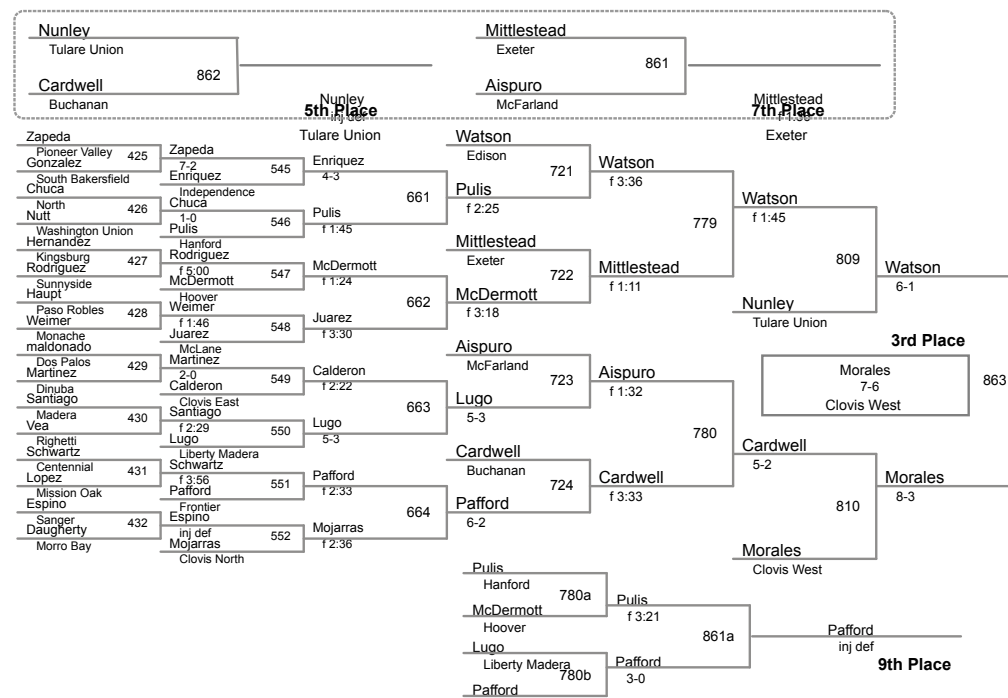 Nunley
Tulare Union
862
Cardwell
Buchanan
Nunley
5th Place
inj def
Tulare Union
Mittlestead
Exeter
861
Aispuro
McFarland
Mittlestead
7th Place
f 1:38
Exeter
Zapeda
Pioneer Valley
425
Gonzalez
South Bakersfield
Chuca
North
426
Nutt
Washington Union
Hernandez
Kingsburg
427
Rodriguez
Sunnyside
Haupt
Paso Robles
428
Weimer
Monache
maldonado
Dos Palos
429
Martinez
Dinuba
Santiago
Madera
430
Vea
Righetti
Schwartz
Centennial
431
Lopez
Mission Oak
Espino
Sanger
432
Daugherty
Morro Bay
Zapeda
7-2
545
Enriquez
Independence
Chuca
1-0
546
Pulis
Hanford
Rodriguez
f 5:00
547
McDermott
Hoover
Weimer
f 1:46
548
Juarez
McLane
Martinez
2-0
549
Calderon
Clovis East
Santiago
f 2:29
550
Lugo
Liberty Madera
Schwartz
f 3:56
551
Pafford
Frontier
Espino
inj def
552
Mojarras
Clovis North
Enriquez
4-3
661
Pulis
f 1:45
McDermott
f 1:24
662
Juarez
f 3:30
Calderon
f 2:22
663
Lugo
5-3
Pafford
f 2:33
664
Mojarras
f 2:36
Watson
Edison
721
Pulis
f 2:25
Mittlestead
Exeter
722
McDermott
f 3:18
Aispuro
McFarland
723
Lugo
5-3
Cardwell
Buchanan
724
Pafford
6-2
Watson
f 3:36
779
Mittlestead
f 1:11
Aispuro
f 1:32
780
Cardwell
f 3:33
Watson
f 1:45
809
Nunley
Tulare Union
Cardwell
5-2
810
Morales
Clovis West
Watson
6-1
3rd Place
Morales
7-6
Clovis West
863
Morales
8-3
Pulis
Hanford
780a
McDermott
Hoover
Lugo
Liberty Madera
780b
Pafford
Pulis
f 3:21
861a
Pafford
3-0
Pafford
inj def
9th Place